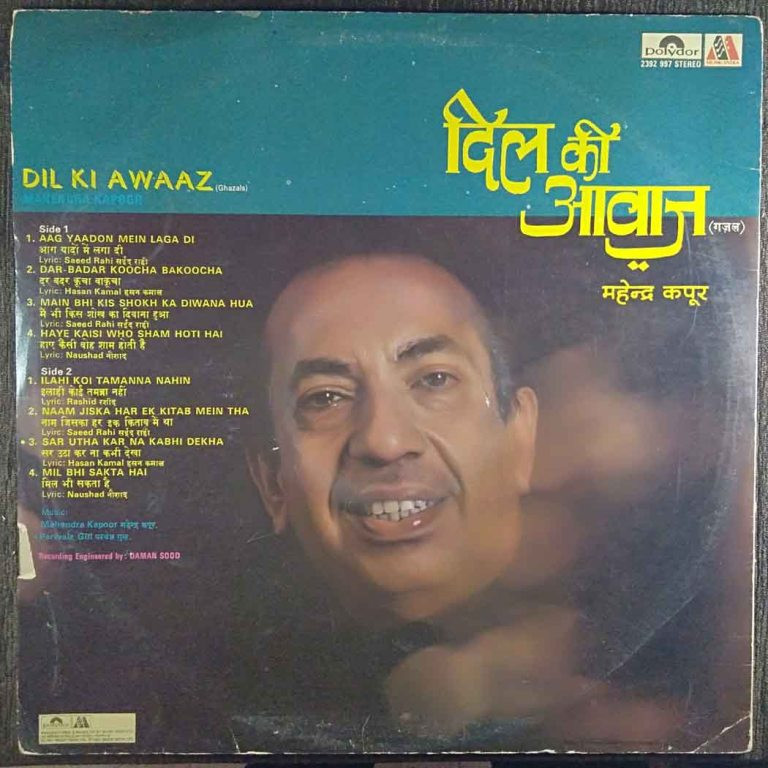 Polydor
2392 997 STEREO
MUSIC INDIA
दिल की
आवाज़
(गज़ल)
महेन्द्र कपूर
DIL KI AWAAZ (Ghazals)
MAHENDRA KAPOOR
Side 1
1. AAG YAADON MEIN LAGA DI
आग यादों में लगा दी
Lyric: Saeed Rahi सईद राही
2. DAR-BADAR KOOCHA BAKOOCHA
दर बदर कूचा बाकूचा
Lyric: Hasan Kamal हसन कमाल
3. MAIN BHI KIS SHOKH KA DIWANA HUA
मैं भी किस शोख का दिवाना हुआ
Lyric: Saeed Rahi सईद राही
4. HAYE KAISI WHO SHAM HOTI HAI
हाए कैसी वोह शाम होती है
Lyric: Naushad नौशाद
Side 2
1. ILAHI KOI TAMANNA NAHIN
इलाही कोई तमन्ना नहीं
Lyric: Rashid रशीद
2. NAAM JISKA HAR EK KITAB MEIN THA
नाम जिसका हर इक किताब में था
Lyric: Saeed Rahi सईद राही
3. SAR UTHA KAR NA KABHI DEKHA
सर उठा कर ना कभी देखा
Lyric: Hasan Kamal हसन कमाल
4. MIL BHI SAKTA HAI
मिल भी सकता है
Lyric: Naushad नौशाद
Music:
Mahendra Kapoor महेन्द्र कपूर.
Recording Engineered by: DAMAN SOOD